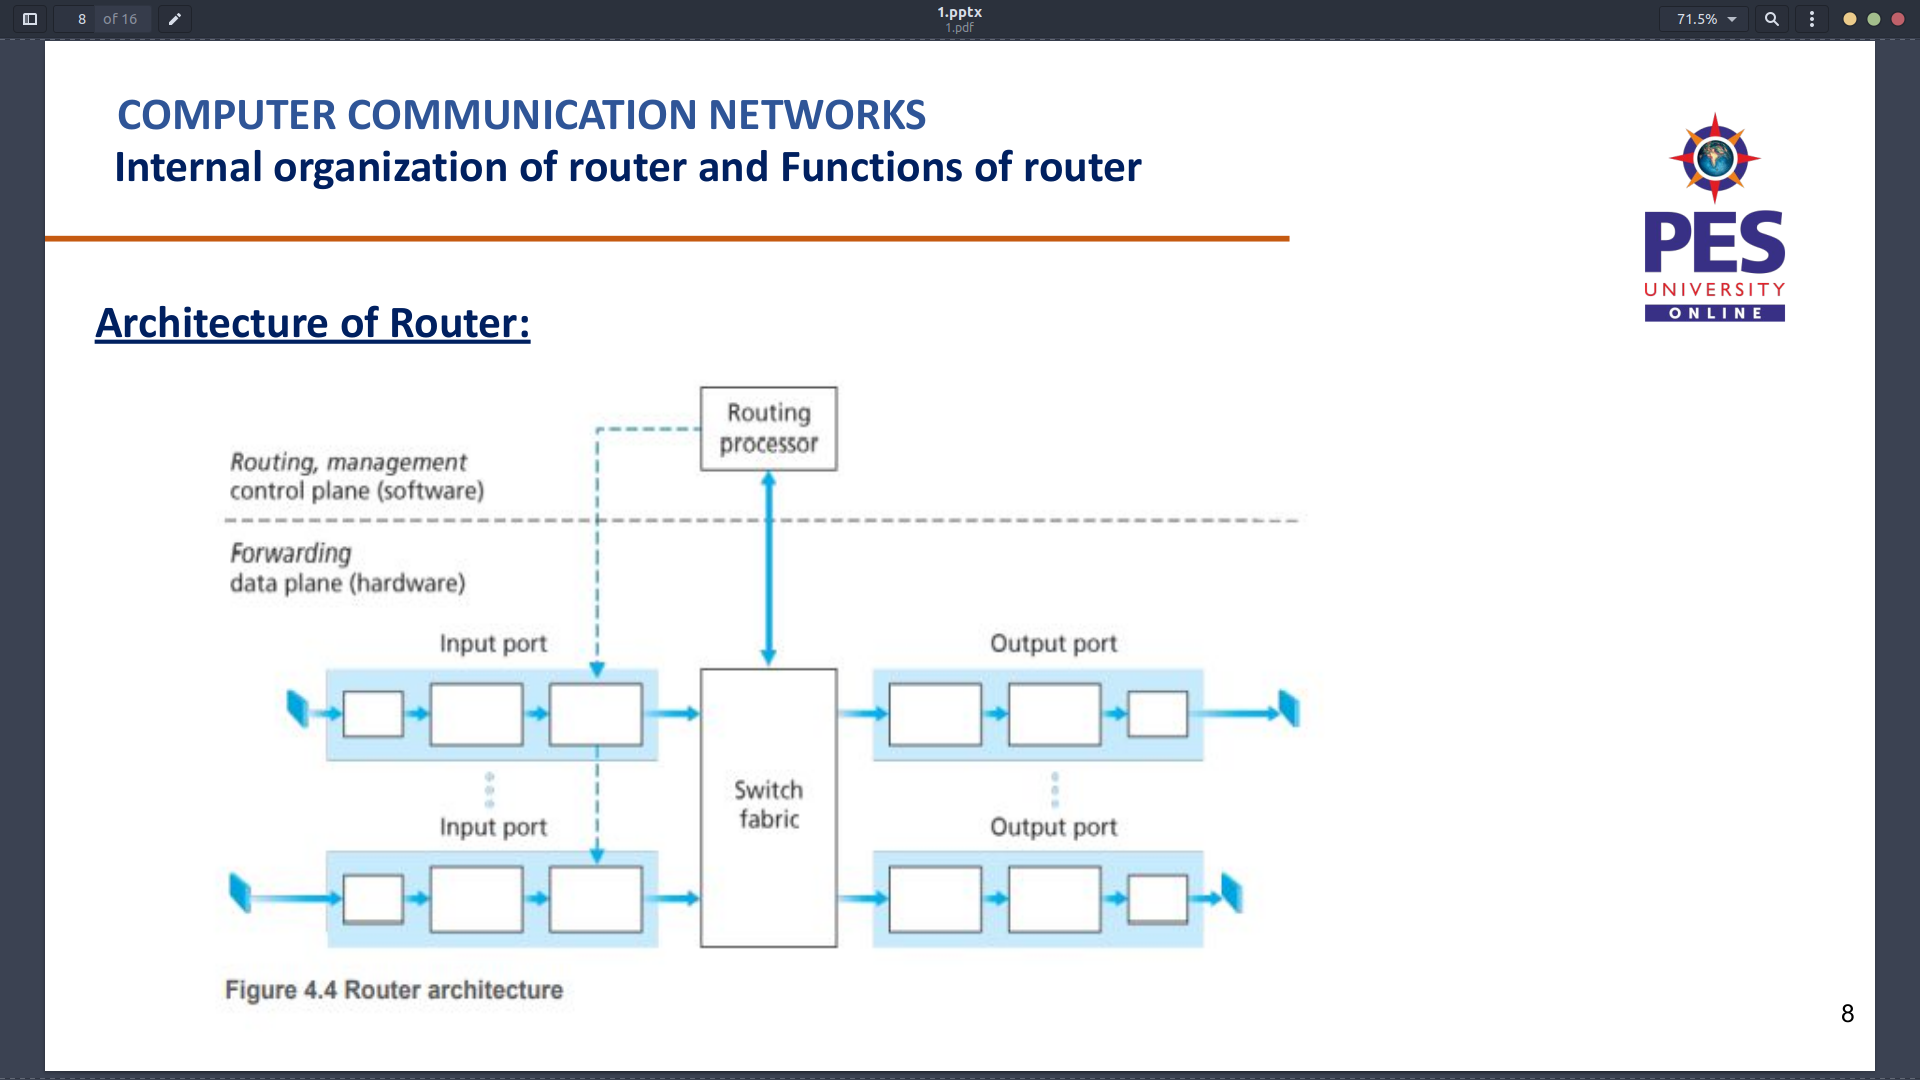 8 of 16
1.pptx
1.pdf
71.5%
COMPUTER COMMUNICATION NETWORKS
Internal organization of router and Functions of router
PES
UNIVERSITY
ONLINE
Architecture of Router:
Routing
processor
Routing, management
control plane (software)
Forwarding
data plane (hardware)
Input port
Output port
Switch
fabric
Input port
Output port
Figure 4.4 Router architecture
8